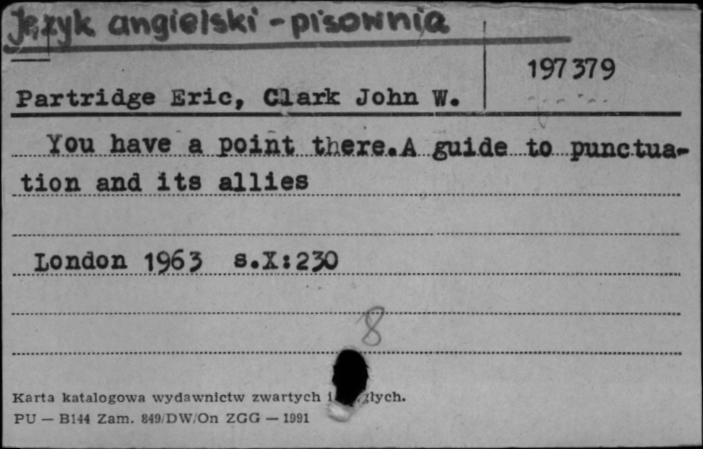 Język angielski - pisownia
197379
Partridge Eric, Clark John W.
You have a point there.A guide to punctua-
tion and its allies
London 1963 s.X:230
8
Karta katalogowa wydawnictw zwartych i
PU — B144 Zam. 849/DW/On ZGG — 1991